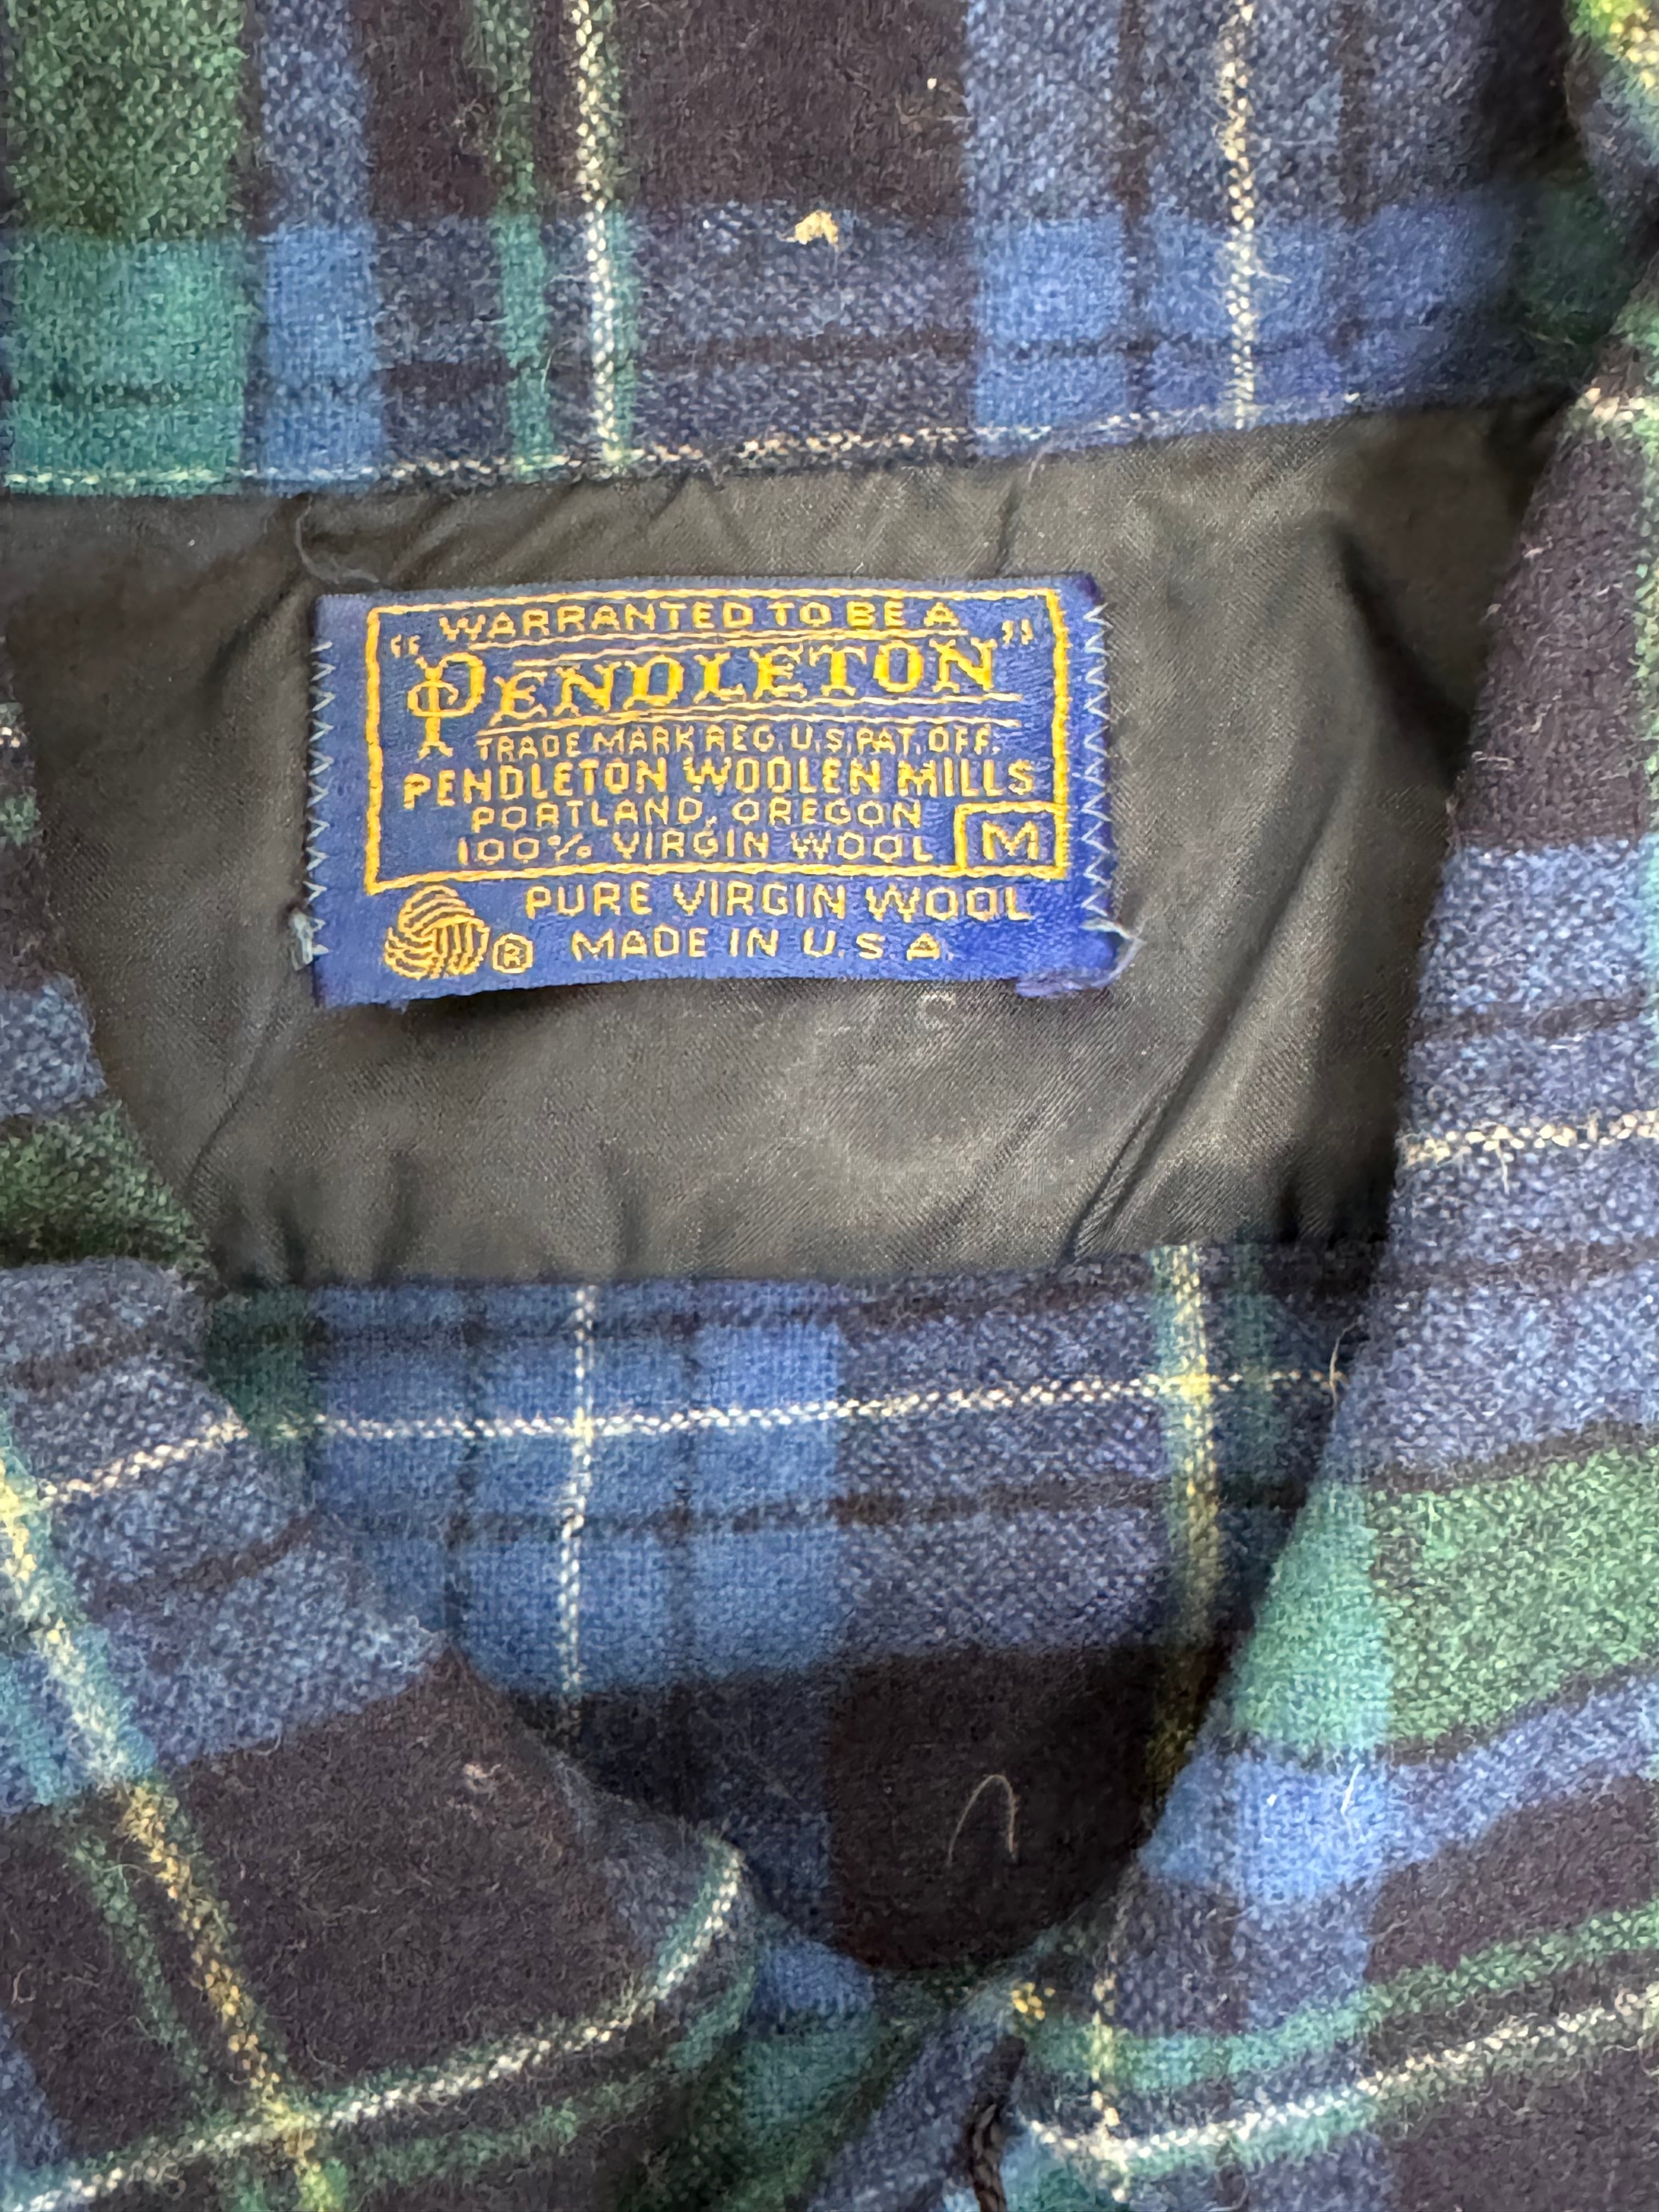 WARRANTED TO BE A
"PENDLETON"
TRADE MARK REG. U.S. PAT. OFF.
PENDLETON WOOLEN MILLS
PORTLAND, OREGON
100% VIRGIN WOOL M
PURE VIRGIN WOOL
® MADE IN U.S.A.